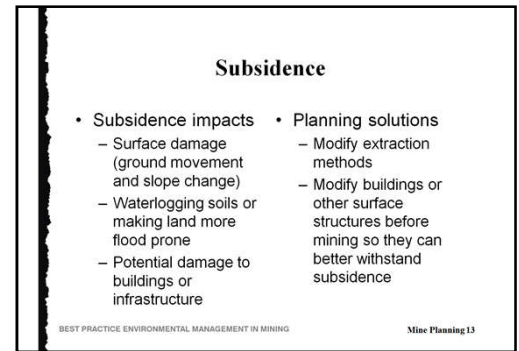 Subsidence
• Subsidence impacts
– Surface damage
(ground movement
and slope change)
– Waterlogging soils or
making land more
flood prone
– Potential damage to
buildings or
infrastructure
• Planning solutions
– Modify extraction
methods
– Modify buildings or
other surface
structures before
mining so they can
better withstand
subsidence
BEST PRACTICE ENVIRONMENTAL MANAGEMENT IN MINING
Mine Planning 13